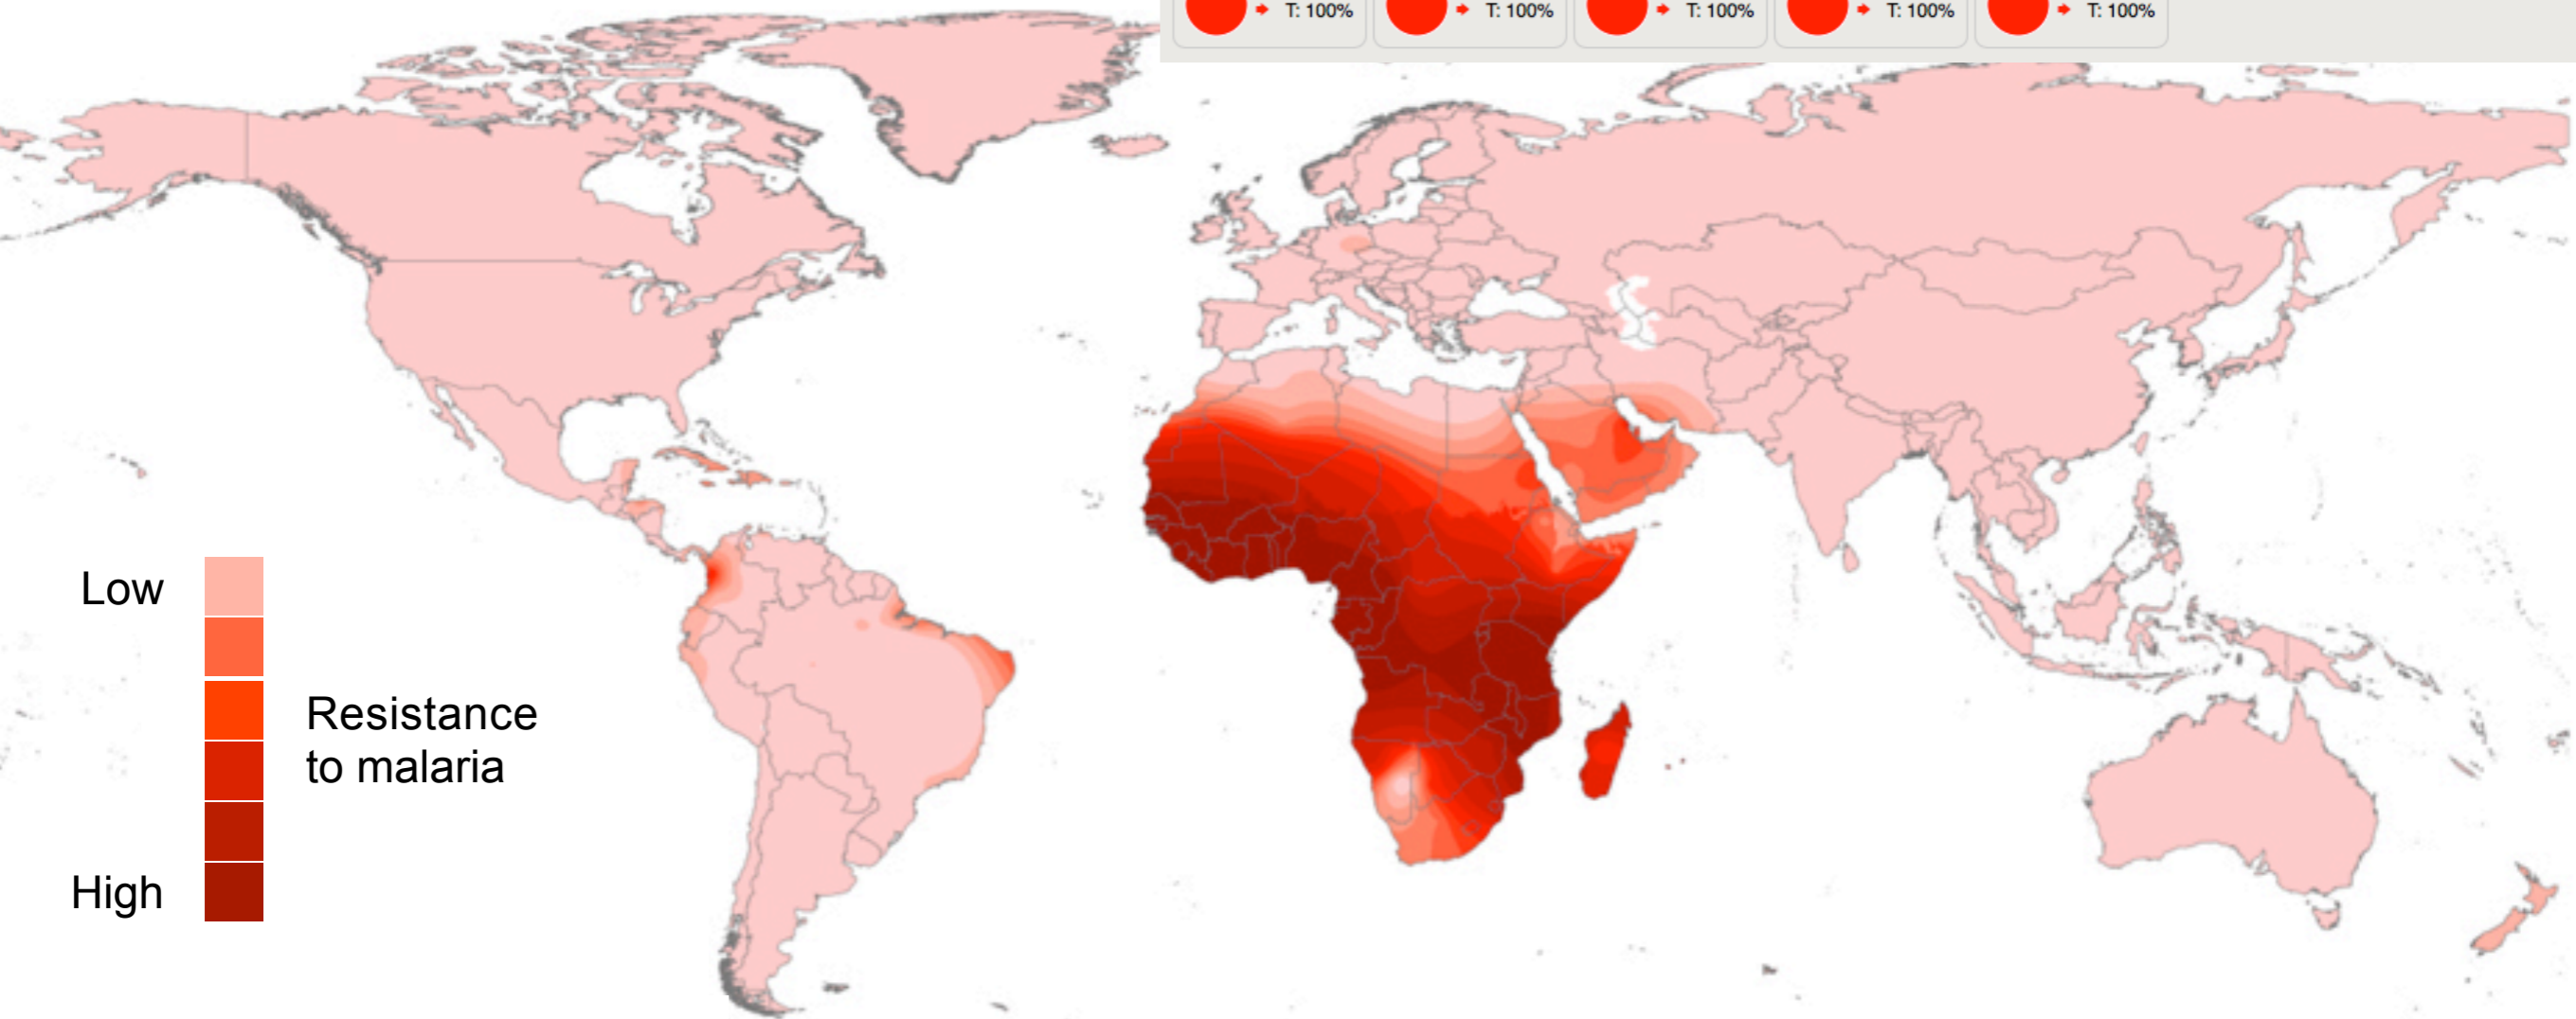 T: 100% T: 100% T: 100% T: 100% T: 100%
Low
Resistance
to malaria
High